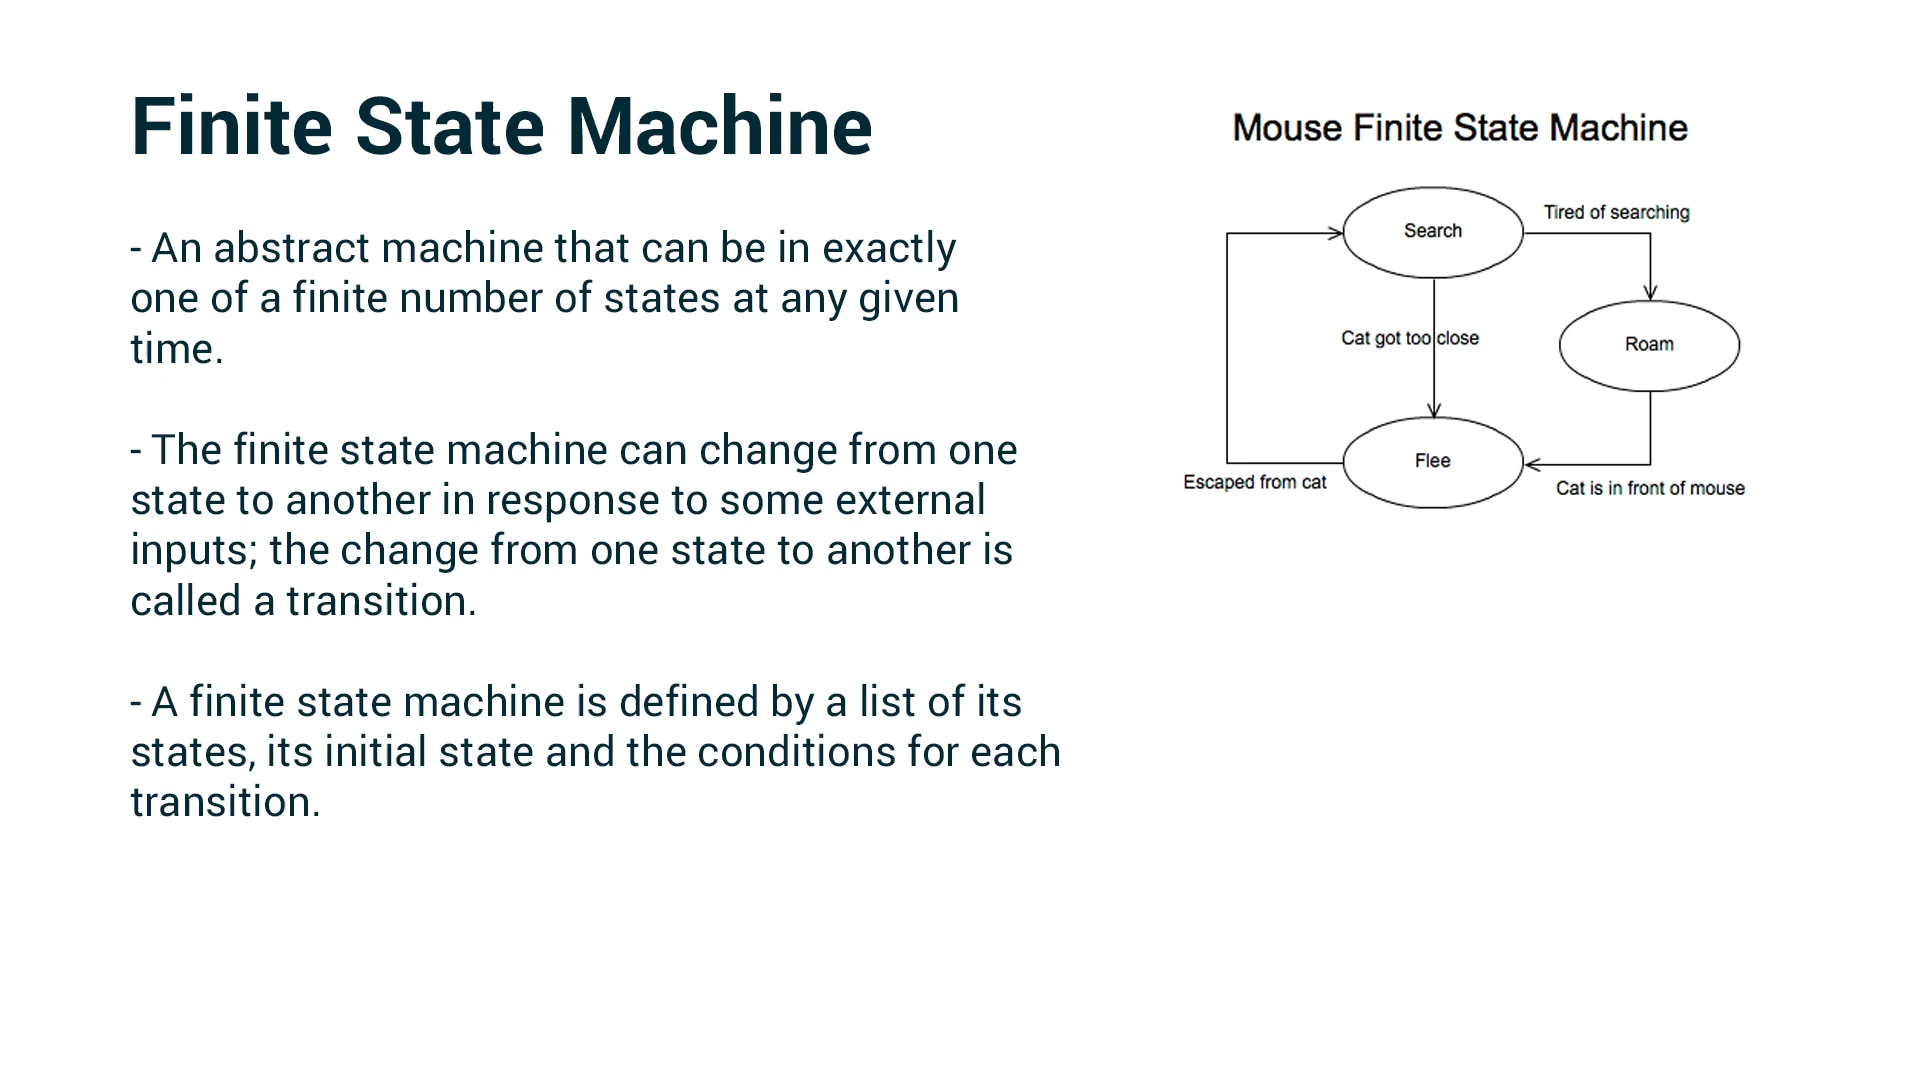 Finite State Machine
- An abstract machine that can be in exactly
one of a finite number of states at any given
time.
- The finite state machine can change from one
state to another in response to some external
inputs; the change from one state to another is
called a transition.
- A finite state machine is defined by a list of its
states, its initial state and the conditions for each
transition.
Mouse Finite State Machine
Search
Tired of searching
Cat got too close
Roam
Flee
Escaped from cat
Cat is in front of mouse